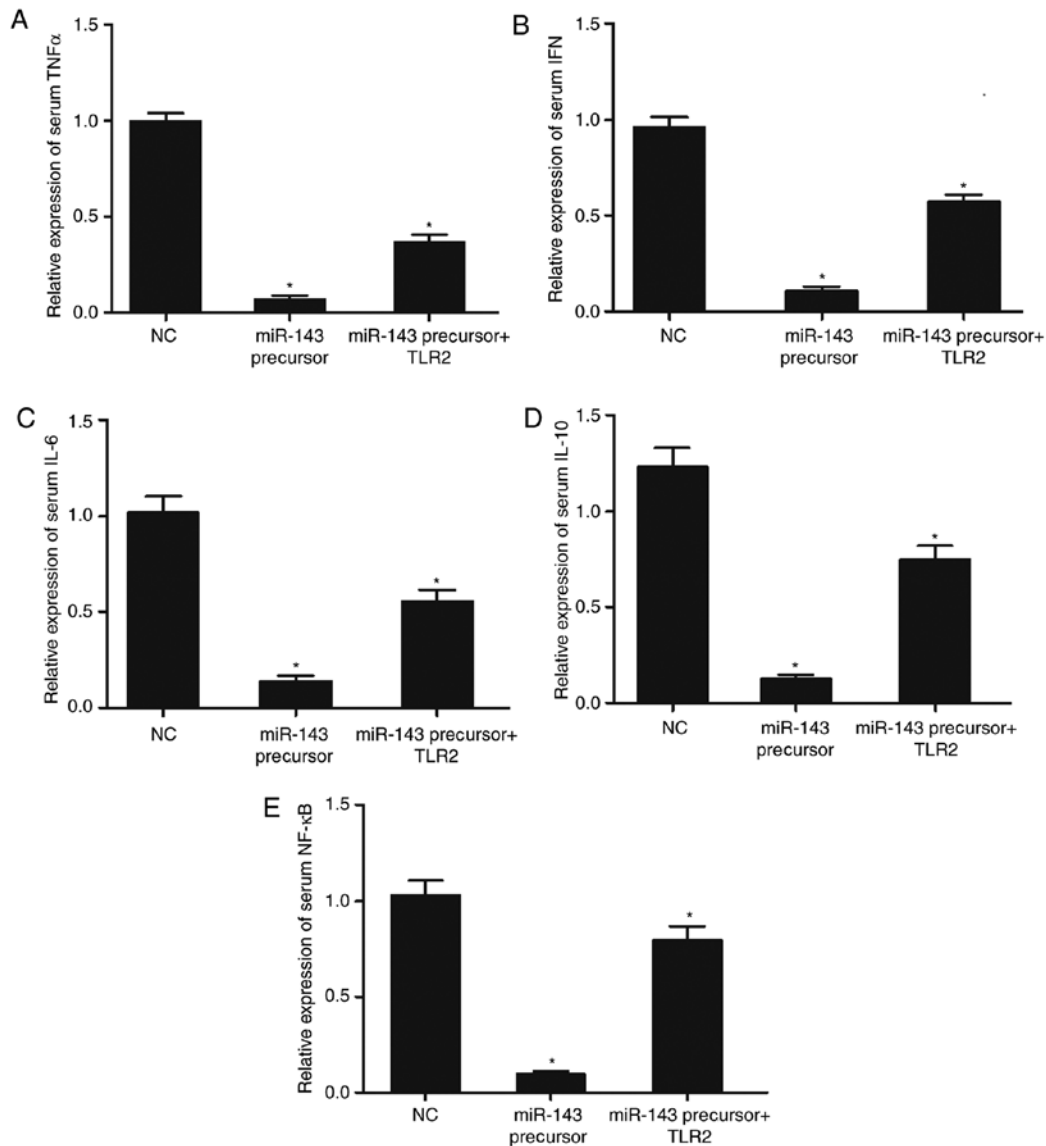 A
Relative expression of serum TNFα
1.5
1.0
0.5
0.0
*
*
NC
miR-143
precursor
miR-143 precursor+
TLR2
B
Relative expression of serum IFN
1.5
1.0
0.5
0.0
*
*
NC
miR-143
precursor
miR-143 precursor+
TLR2
C
Relative expression of serum IL-6
1.5
1.0
0.5
0.0
*
*
NC
miR-143
precursor
miR-143 precursor+
TLR2
D
Relative expression of serum IL-10
1.5
1.0
0.5
0.0
*
*
NC
miR-143
precursor
miR-143 precursor+
TLR2
E
Relative expression of serum NF-κB
1.5
1.0
0.5
0.0
*
*
NC
miR-143
precursor
miR-143 precursor+
TLR2